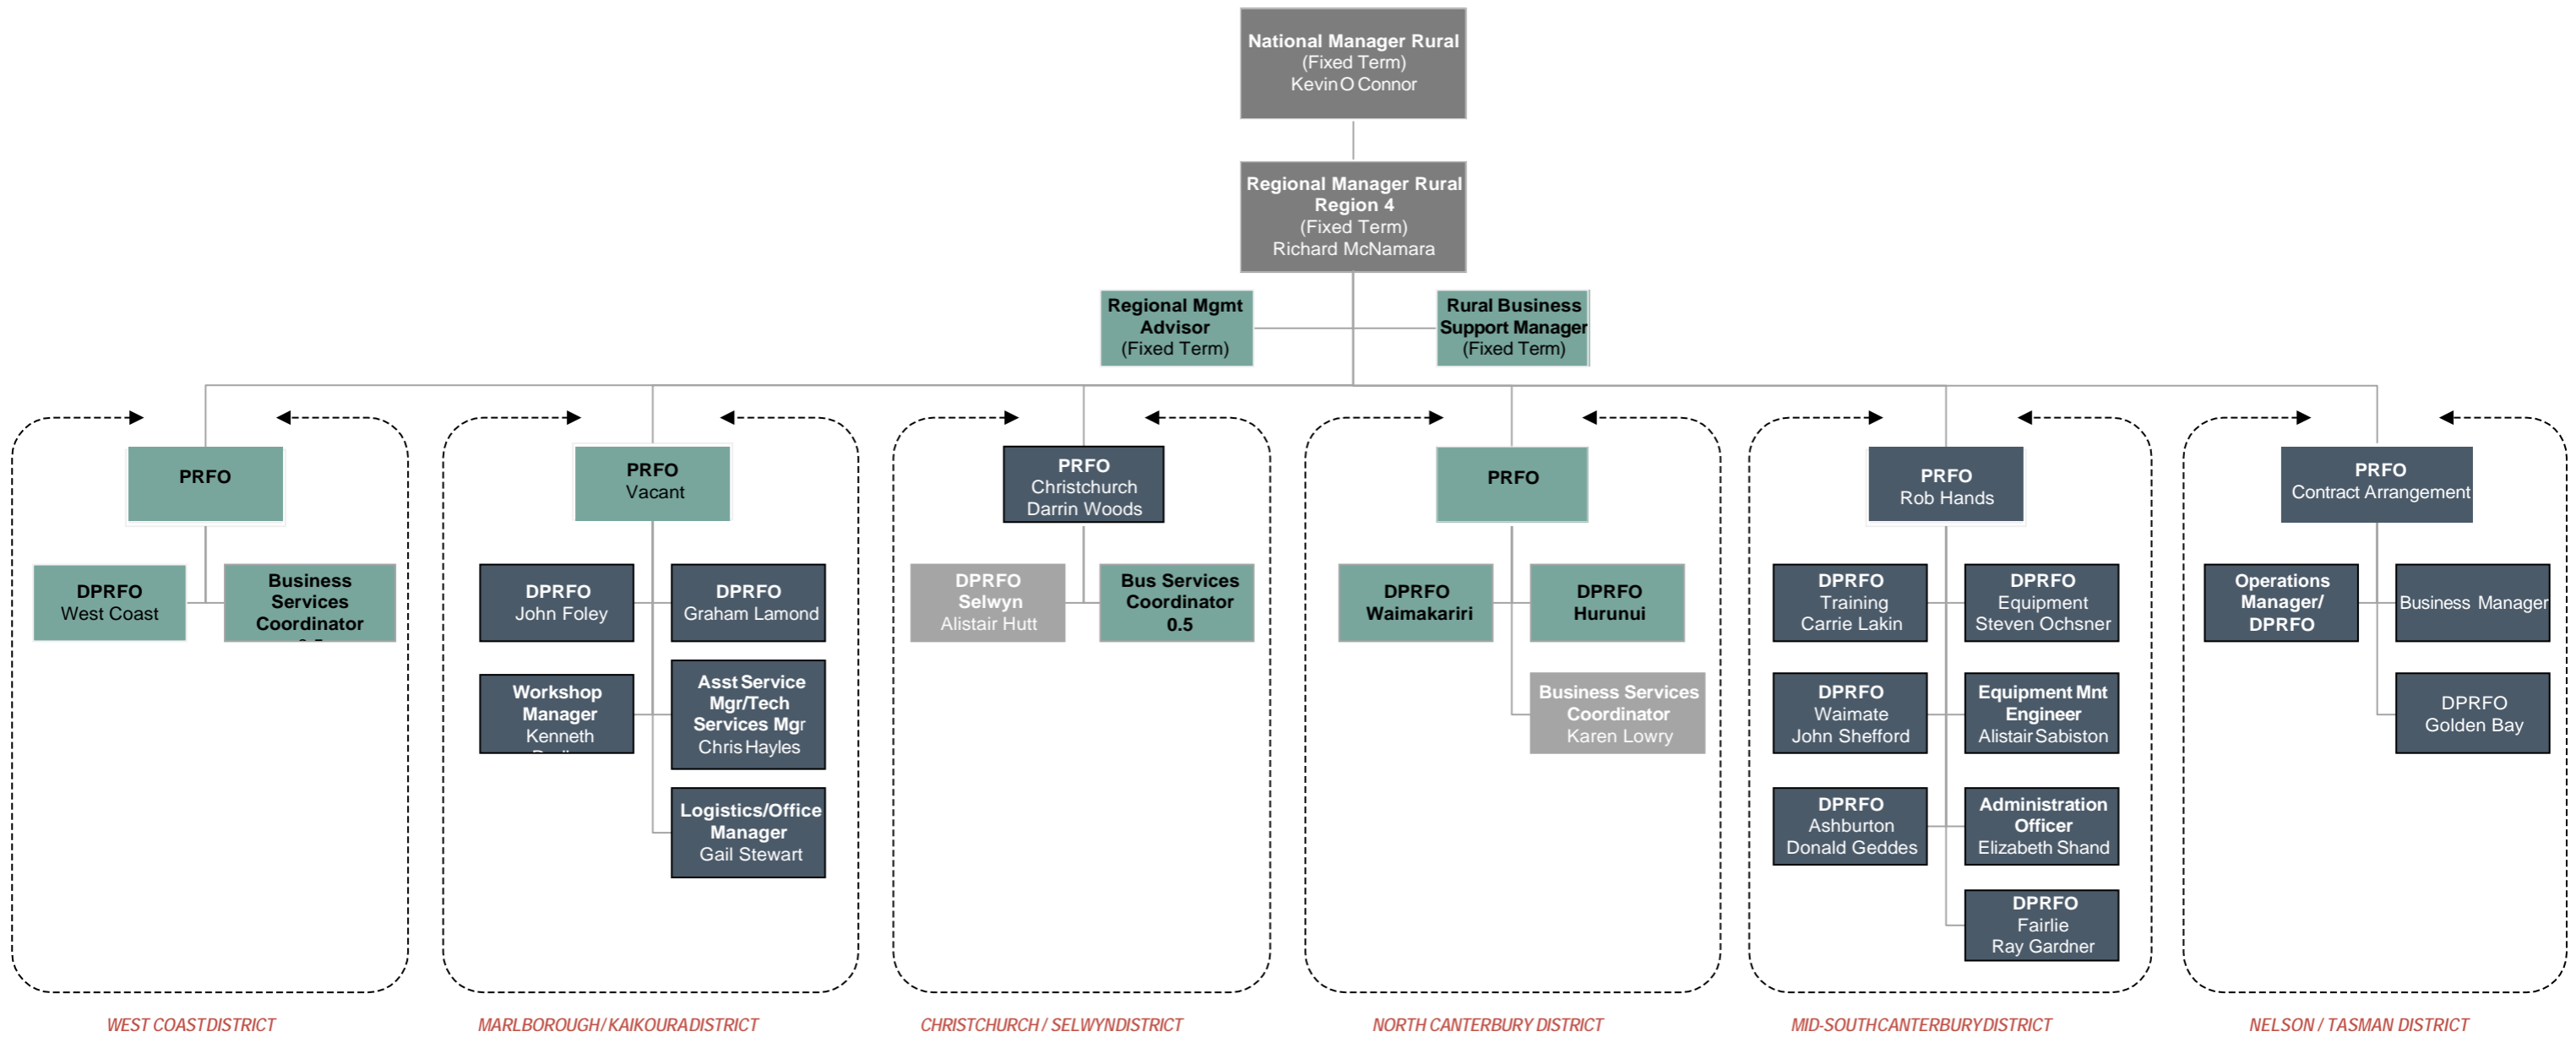 National Manager Rural
(Fixed Term)
Kevin O Connor
Regional Manager Rural
Region 4
(Fixed Term)
Richard McNamara
Regional Mgmt
Advisor
(Fixed Term)
Rural Business
Support Manager
(Fixed Term)
PRFO
DPRFO
West Coast
Business
Services
Coordinator
WEST COAST DISTRICT
PRFO
Vacant
DPRFO
John Foley
DPRFO
Graham Lamond
Workshop
Manager
Kenneth
Asst Service
Mgr/Tech
Services Mgr
Chris Hayles
Logistics/Office
Manager
Gail Stewart
MARLBOROUGH / KAIKOURA DISTRICT
PRFO
Christchurch
Darrin Woods
DPRFO
Selwyn
Alistair Hutt
Bus Services
Coordinator
0.5
CHRISTCHURCH / SELWYN DISTRICT
PRFO
DPRFO
Waimakariri
DPRFO
Hurunui
Business Services
Coordinator
Karen Lowry
NORTH CANTERBURY DISTRICT
PRFO
Rob Hands
DPRFO
Training
Carrie Lakin
DPRFO
Equipment
Steven Ochsner
DPRFO
Waimate
John Shefford
Equipment Mnt
Engineer
Alistair Sabiston
DPRFO
Ashburton
Donald Geddes
Administration
Officer
Elizabeth Shand
DPRFO
Fairlie
Ray Gardner
MID-SOUTH CANTERBURY DISTRICT
PRFO
Contract Arrangement
Operations
Manager/
DPRFO
Business Manager
DPRFO
Golden Bay
NELSON / TASMAN DISTRICT